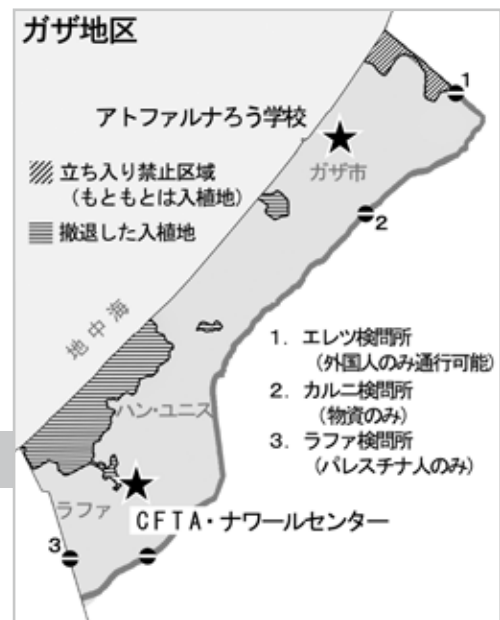 ガザ地区
1
アトファルナろう学校
ガザ市
立ち入り禁止区域
(もともとは入植地)
撤退した入植地
2
地中海
1. エレツ検問所
(外国人のみ通行可能)
2. カルニ検問所
(物資のみ)
3. ラファ検問所
(パレスチナ人のみ)
ハン・ユニス
ラファ
CFTA・ナワールセンター
3